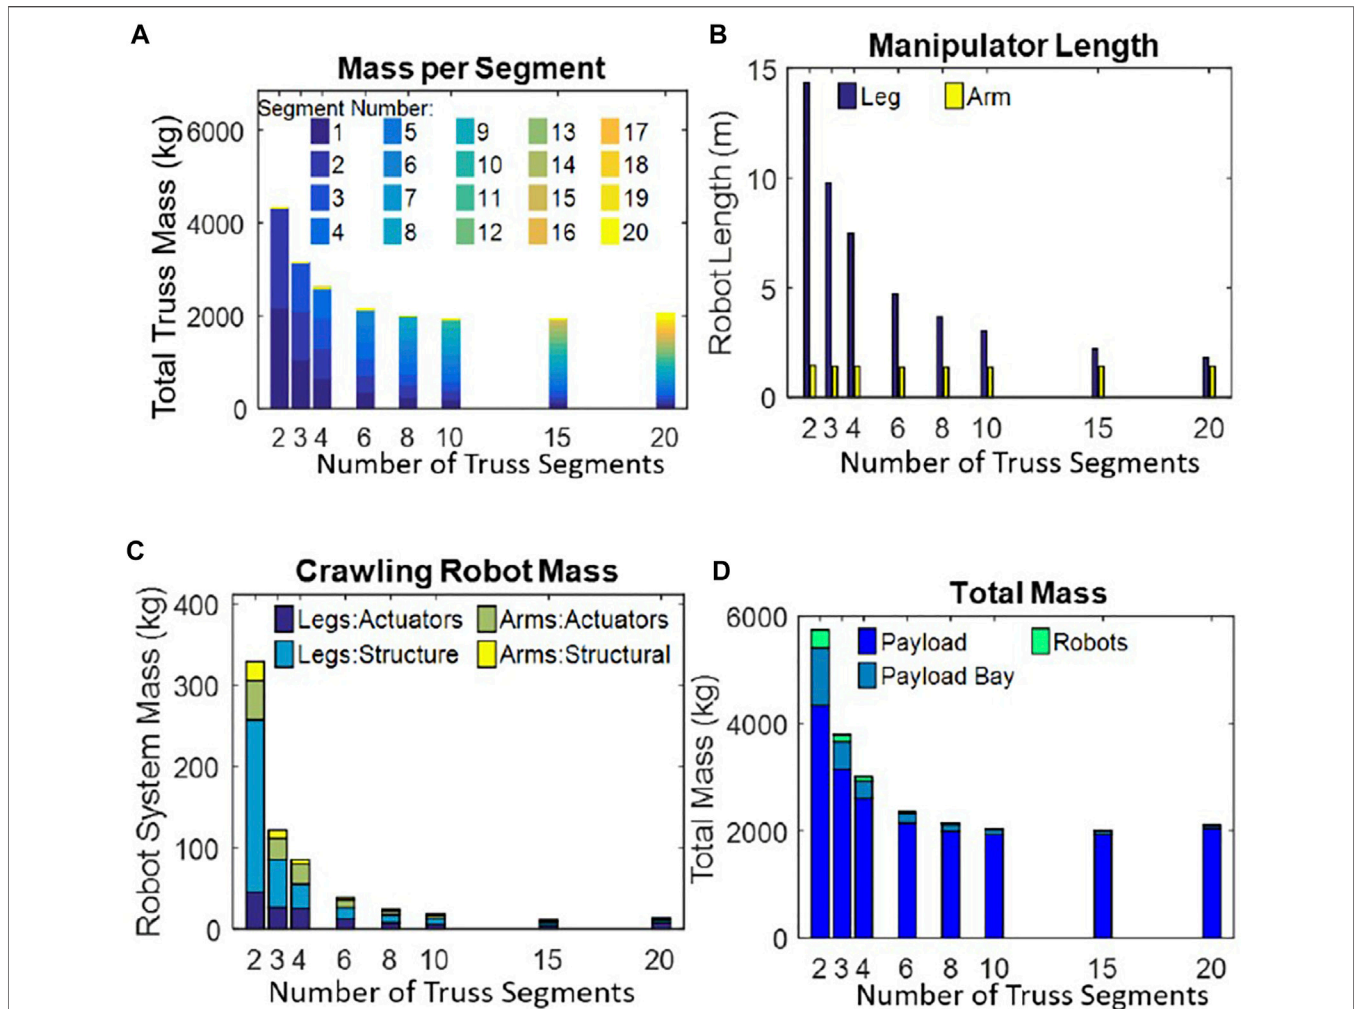 A
Mass per Segment
Segment Number:
1 5 9 13 17
2 6 10 14 18
3 7 11 15 19
4 8 12 16 20
Total Truss Mass (kg)
6000
4000
2000
0
2 3 4 6 8 10 15 20
Number of Truss Segments
B
Manipulator Length
Leg Arm
Robot Length (m)
15
10
5
0
2 3 4 6 8 10 15 20
Number of Truss Segments
C
Crawling Robot Mass
Legs:Actuators Arms:Actuators
Legs:Structure Arms:Structural
Robot System Mass (kg)
400
300
200
100
0
2 3 4 6 8 10 15 20
Number of Truss Segments
D
Total Mass
Payload Robots
Payload Bay
Total Mass (kg)
6000
4000
2000
0
2 3 4 6 8 10 15 20
Number of Truss Segments